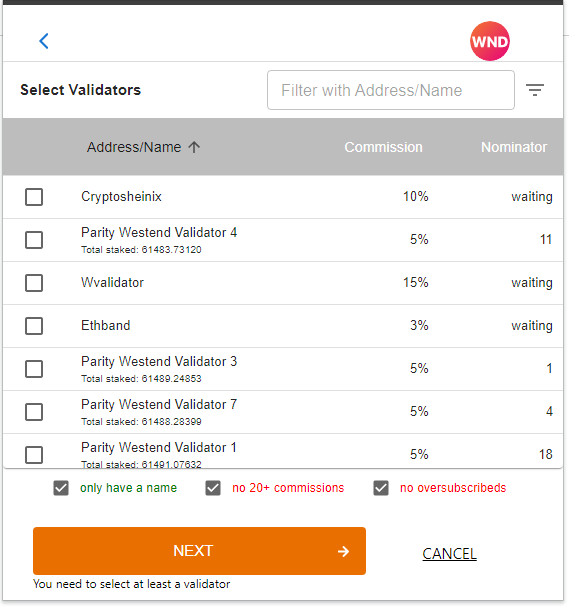 WND
Select Validators Filter with Address/Name
Address/Name Commission Nominator
Cryptosheinix 10% waiting
Parity Westend Validator 4 5% 11
Total staked: 61483.73120
Wvalidator 15% waiting
Ethband 3% waiting
Parity Westend Validator 3 5% 1
Total staked: 61489.24853
Parity Westend Validator 7 5% 4
Total staked: 61488.28399
Parity Westend Validator 1 5% 18
Total staked: 61491.07632
only have a name no 20+ commissions no oversubscribeds
NEXT CANCEL
You need to select at least a validator